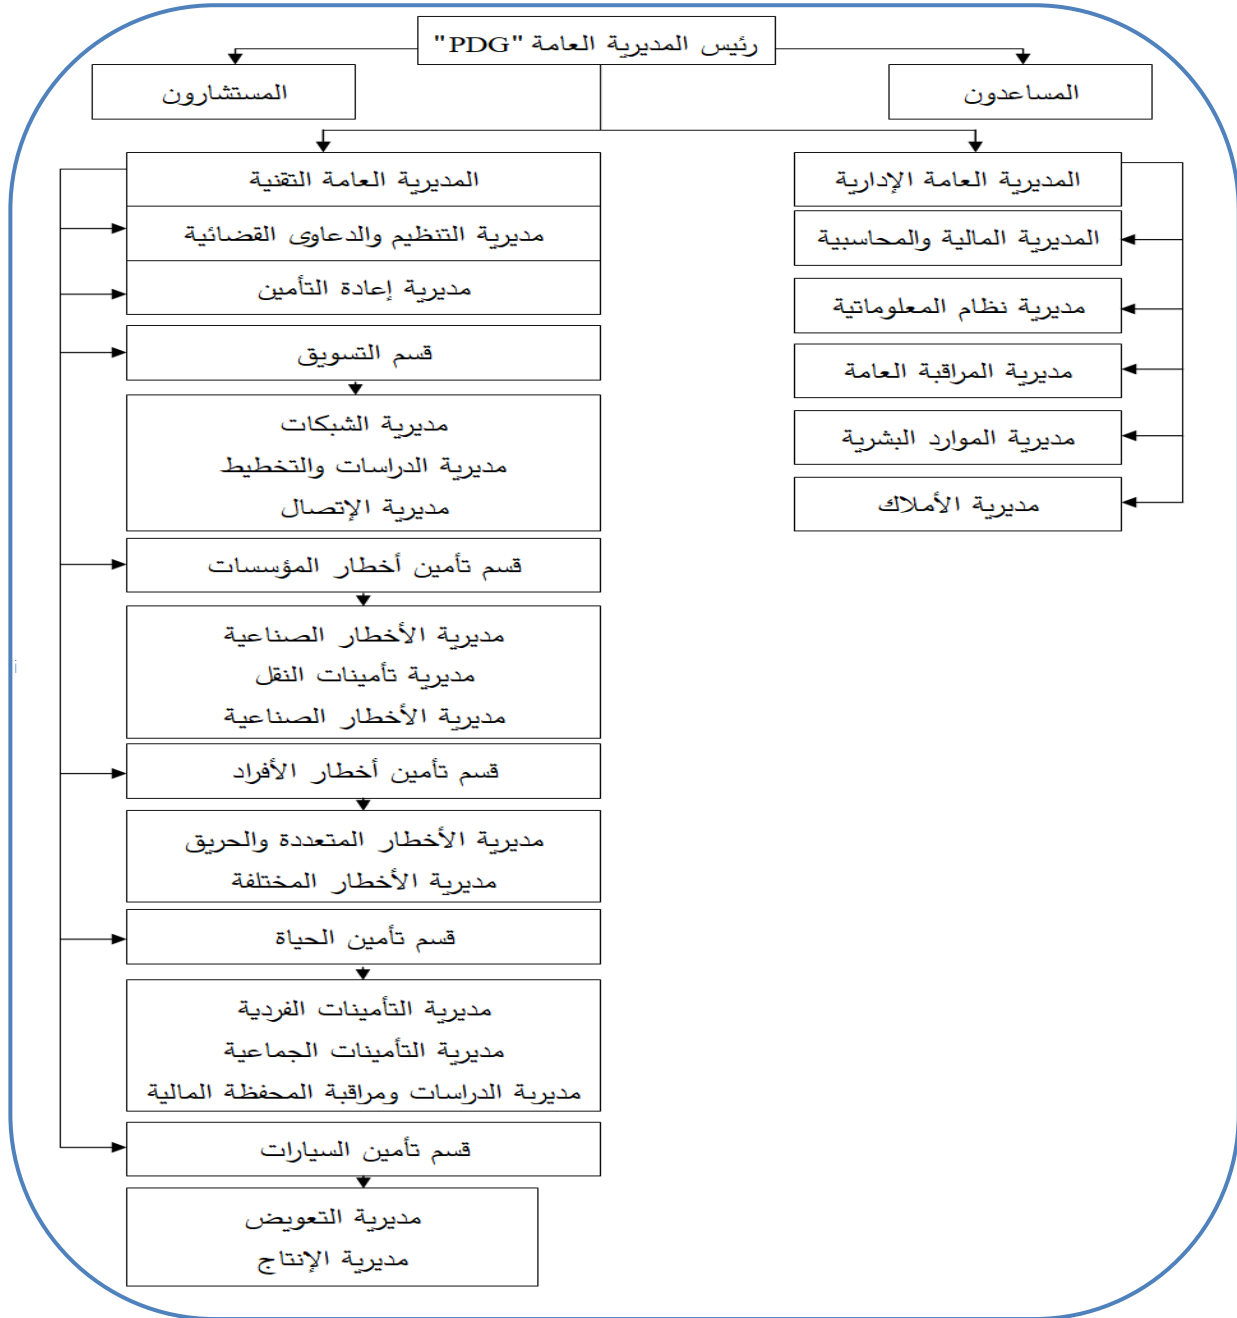 رئيس المديرية العامة "PDG"
المساعدون
المستشارون
المديرية العامة الإدارية
المديرية المالية والمحاسبية
مديرية نظام المعلوماتية
مديرية المراقبة العامة
مديرية الموارد البشرية
مديرية الأملاك
المديرية العامة التقنية
مديرية التنظيم والدعاوى القضائية
مديرية إعادة التأمين
قسم التسويق
مديرية الشبكات
مديرية الدراسات والتخطيط
مديرية الإتصال
قسم تأمين أخطار المؤسسات
مديرية الأخطار الصناعية
مديرية تأمينات النقل
مديرية الأخطار الصناعية
قسم تأمين أخطار الأفراد
مديرية الأخطار المتعددة والحريق
مديرية الأخطار المختلفة
قسم تأمين الحياة
مديرية التأمينات الفردية
مديرية التأمينات الجماعية
مديرية الدراسات ومراقبة المحفظة المالية
قسم تأمين السيارات
مديرية التعويض
مديرية الإنتاج